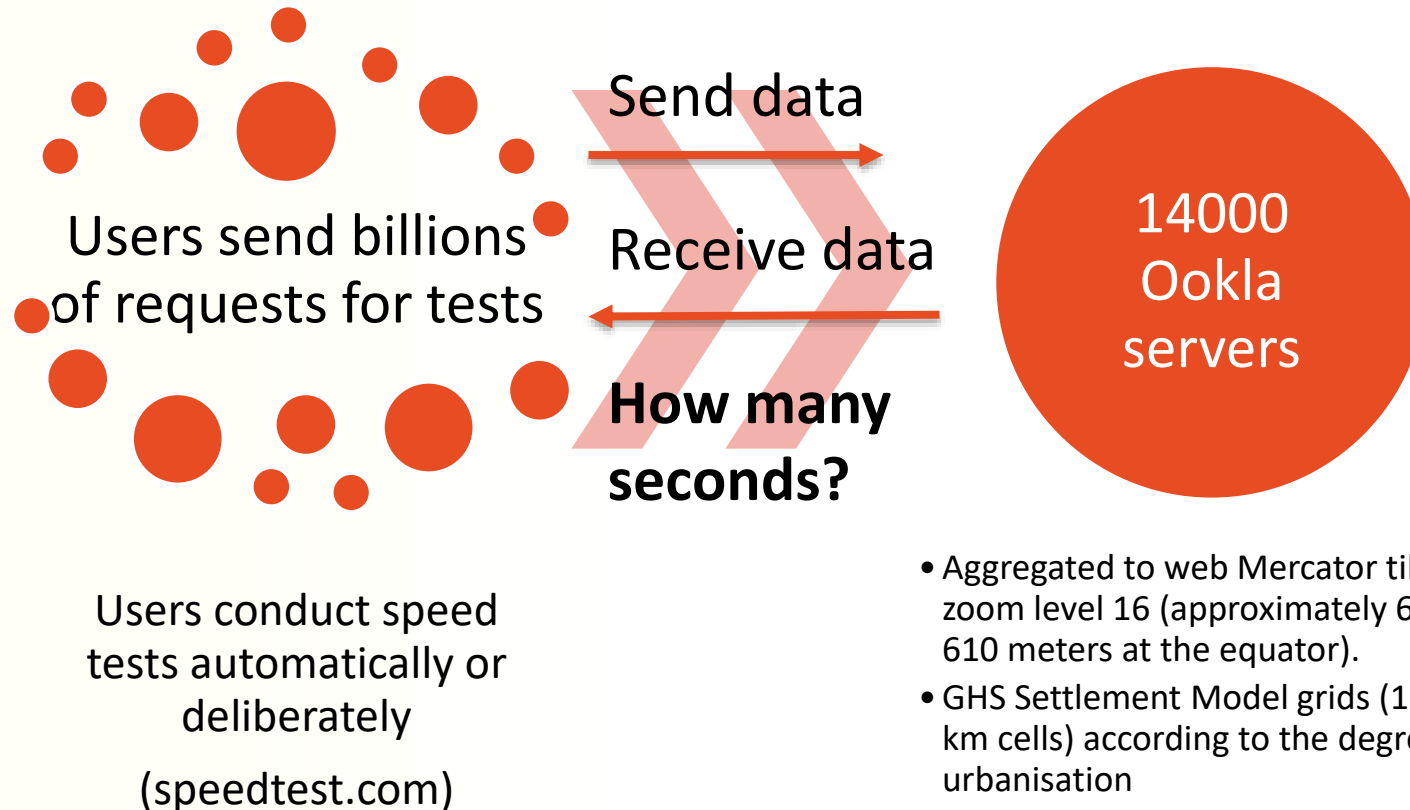 Users send billions
of requests for tests
Send data
Receive data
How many
seconds?
14000
Ookla
servers
Users conduct speed
tests automatically or
deliberately
(speedtest.com)
• Aggregated to web Mercator
zoom level 16 (approximately
610 meters at the equator).
• GHS Settlement Model grids
km cells) according to the
urbanisation